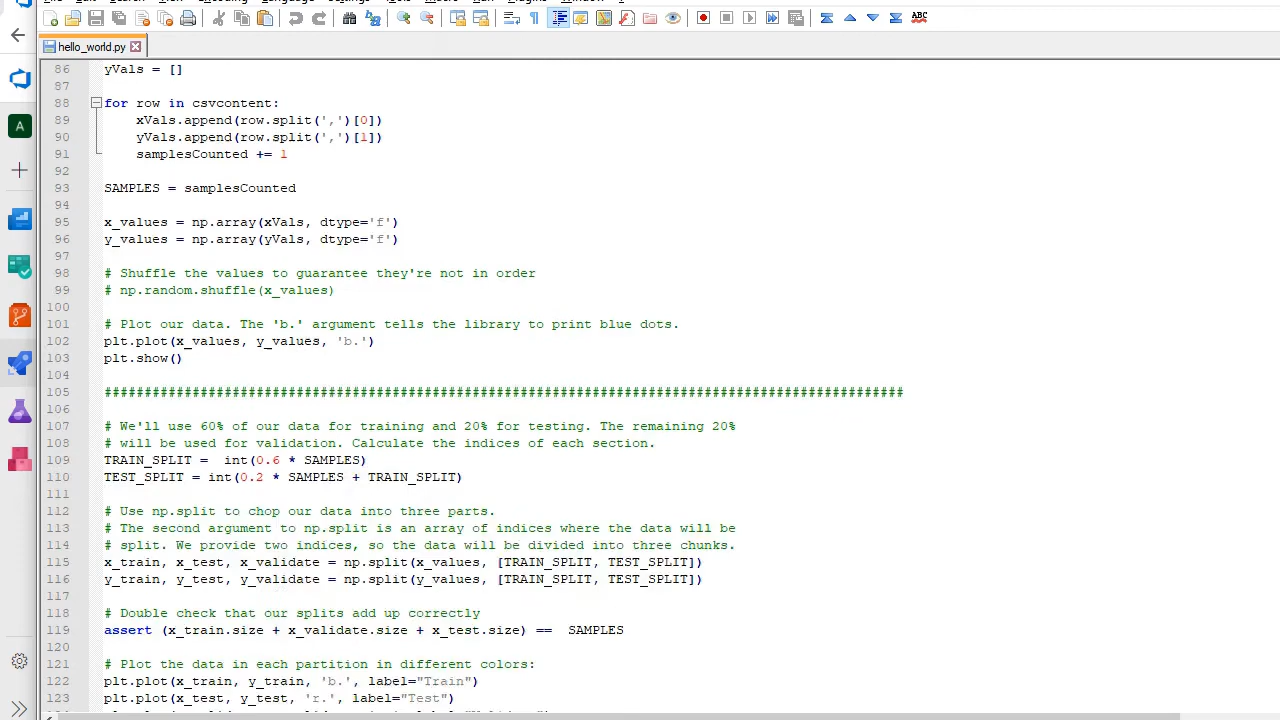 hello_world.py
ABC
A
86 yVals = []
87
88 for row in csvcontent:
89 xVals.append(row.split(',')[0])
90 yVals.append(row.split(',')[1])
91 samplesCounted += 1
92
93 SAMPLES = samplesCounted
94
95 x_values = np.array(xVals, dtype='f')
96 y_values = np.array(yVals, dtype='f')
97
98 # Shuffle the values to guarantee they're not in order
99 # np.random.shuffle(x_values)
100
101 # Plot our data. The 'b.' argument tells the library to print blue dots.
102 plt.plot(x_values, y_values, 'b.')
103 plt.show()
104
105 ####################################################################################################
106
107 # We'll use 60% of our data for training and 20% for testing. The remaining 20%
108 # will be used for validation. Calculate the indices of each section.
109 TRAIN_SPLIT =  int(0.6 * SAMPLES)
110 TEST_SPLIT = int(0.2 * SAMPLES + TRAIN_SPLIT)
111
112 # Use np.split to chop our data into three parts.
113 # The second argument to np.split is an array of indices where the data will be
114 # split. We provide two indices, so the data will be divided into three chunks.
115 x_train, x_test, x_validate = np.split(x_values, [TRAIN_SPLIT, TEST_SPLIT])
116 y_train, y_test, y_validate = np.split(y_values, [TRAIN_SPLIT, TEST_SPLIT])
117
118 # Double check that our splits add up correctly
119 assert (x_train.size + x_validate.size + x_test.size) ==  SAMPLES
120
121 # Plot the data in each partition in different colors:
122 plt.plot(x_train, y_train, 'b.', label="Train")
123 plt.plot(x_test, y_test, 'r.', label="Test")